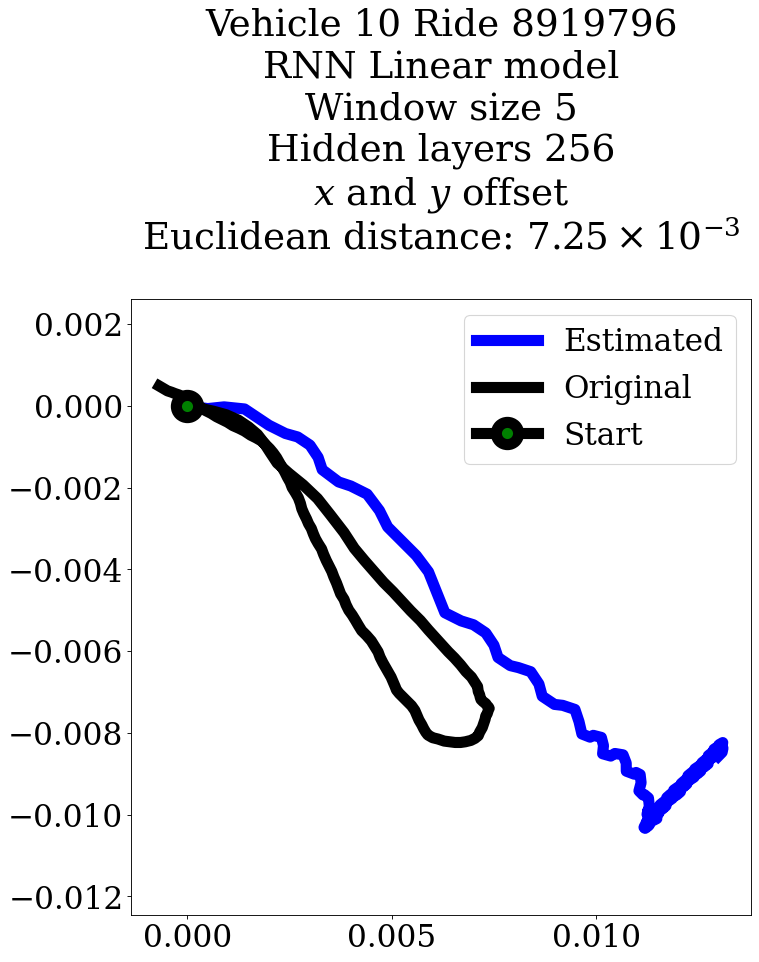 Vehicle 10 Ride 8919796
RNN Linear model
Window size 5
Hidden layers 256
x and y offset
Euclidean distance: 7.25 × 10⁻³
Estimated
Original
Start
0.002
0.000
−0.002
−0.004
−0.006
−0.008
−0.010
−0.012
0.000 0.005 0.010